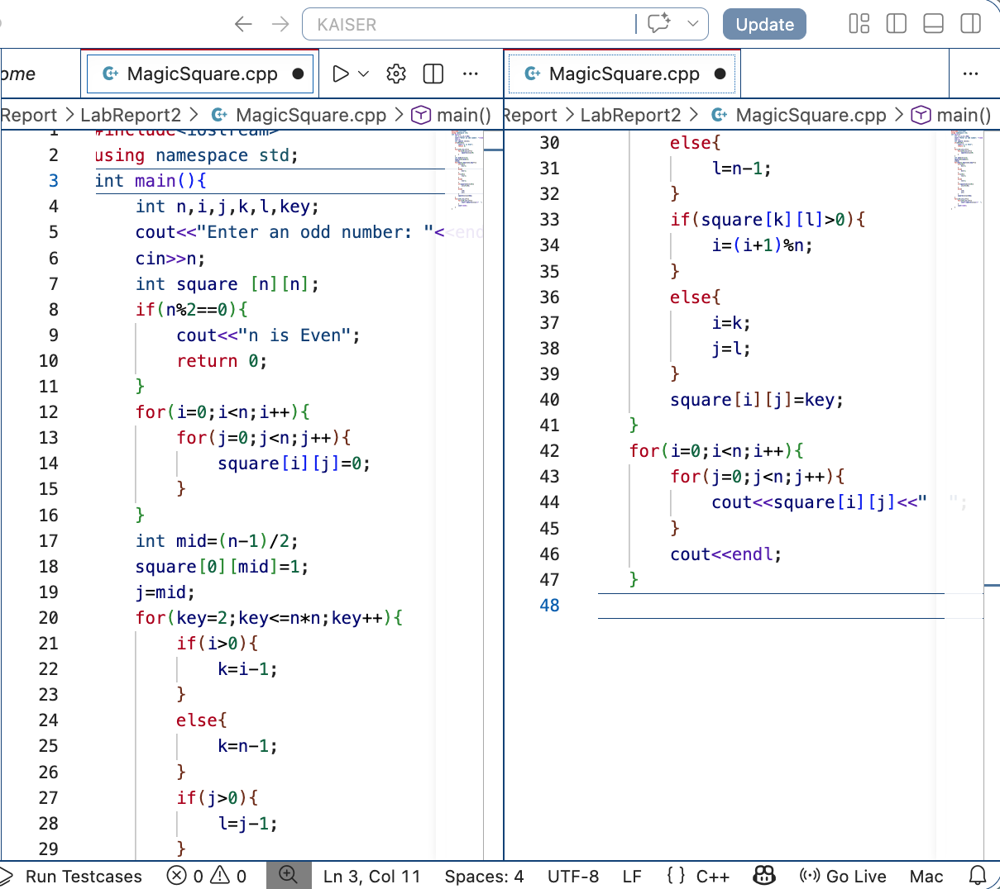 KAISER
Update
ome
MagicSquare.cpp
MagicSquare.cpp
Report > LabReport2 > MagicSquare.cpp > main()
Report > LabReport2 > MagicSquare.cpp > main()
1 #include<iostream>
2 using namespace std;
3 int main(){
4 int n,i,j,k,l,key;
5 cout<<"Enter an odd number: "<<end
6 cin>>n;
7 int square [n][n];
8 if(n%2==0){
9 cout<<"n is Even";
10 return 0;
11 }
12 for(i=0;i<n;i++){
13 for(j=0;j<n;j++){
14 square[i][j]=0;
15 }
16 }
17 int mid=(n-1)/2;
18 square[0][mid]=1;
19 j=mid;
20 for(key=2;key<=n*n;key++){
21 if(i>0){
22 k=i-1;
23 }
24 else{
25 k=n-1;
26 }
27 if(j>0){
28 l=j-1;
29 }
30 else{
31 l=n-1;
32 }
33 if(square[k][l]>0){
34 i=(i+1)%n;
35 }
36 else{
37 i=k;
38 j=l;
39 }
40 square[i][j]=key;
41 }
42 for(i=0;i<n;i++){
43 for(j=0;j<n;j++){
44 cout<<square[i][j]<<"  ";
45 }
46 cout<<endl;
47 }
48
Run Testcases 0 0 Ln 3, Col 11 Spaces: 4 UTF-8 LF {} C++ Go Live Mac